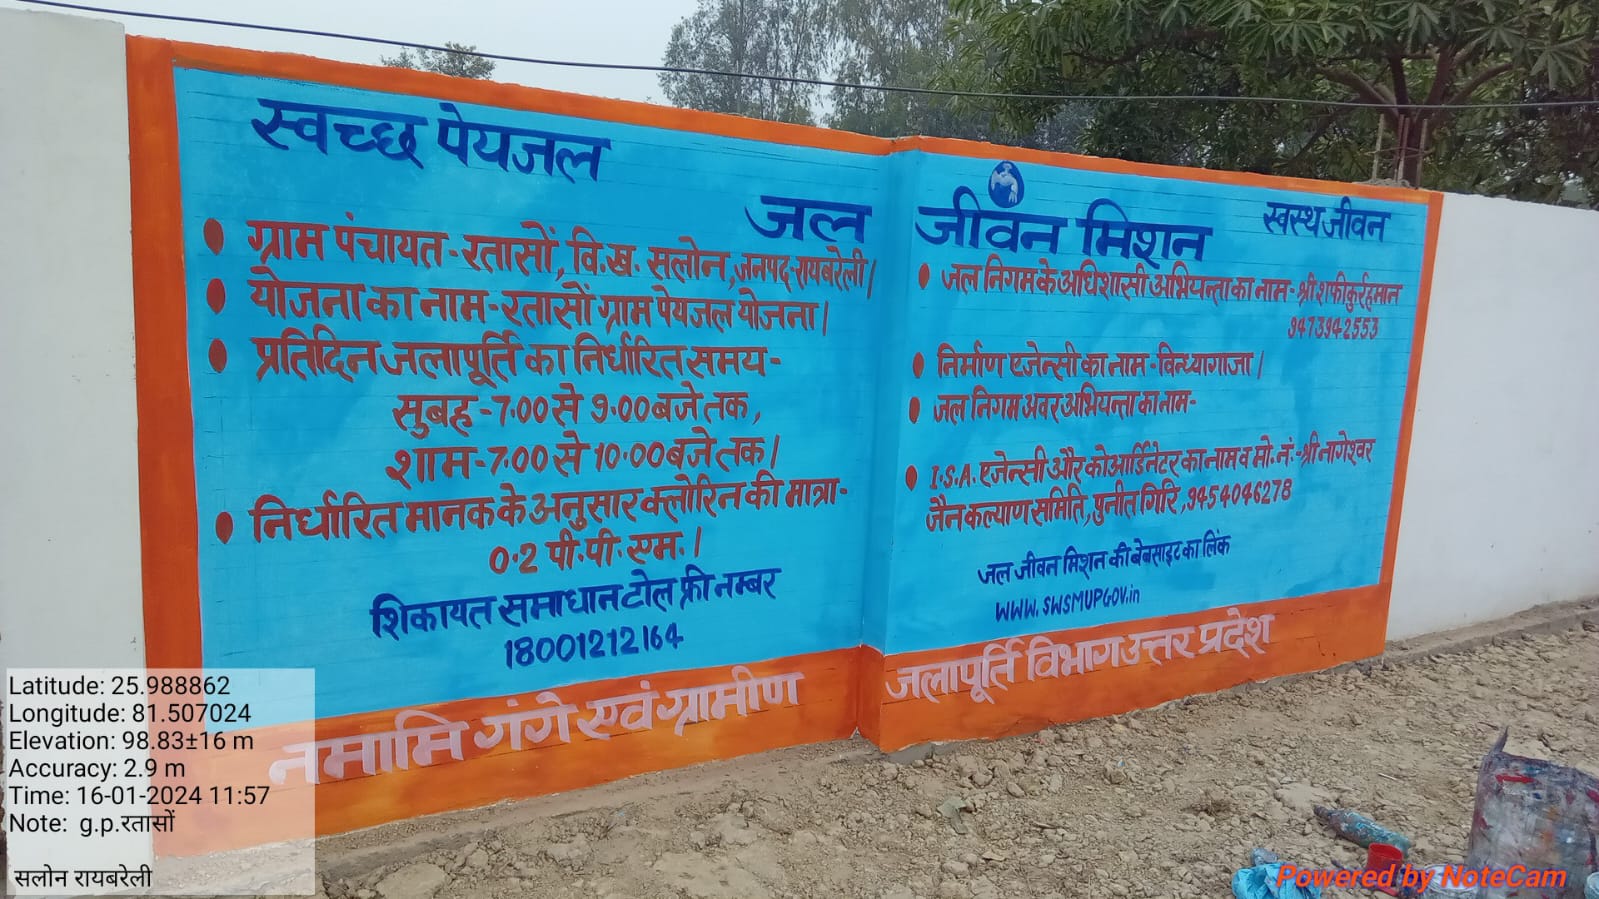 स्वच्छ पेयजल
जल जीवन मिशन
स्वस्थ जीवन
ग्राम पंचायत-रतासों, वि.ख. सलोन, जनपद-रायबरेली।
योजना का नाम-रतासों ग्राम पेयजल योजना।
प्रतिदिन जलापूर्ति का निर्धारित समय-
सुबह-7.00 से 9.00 बजे तक,
शाम-7.00 से 10.00 बजे तक।
निर्धारित मानक के अनुसार क्लोरिन की मात्रा-
0.2 पी.पी. एम.।
शिकायत समाधान टोल फ्री नम्बर
18001212164
जल निगम के अधिशासी अभियन्ता का नाम-श्री शफीकुर्रहमान
9473942553
निर्माण एजेन्सी का नाम-विन्ध्यागाजा।
जल निगम अवर अभियन्ता का नाम-
I.S.A. एजेन्सी और कोआर्डिनेटर का नाम व मो. नं.-श्री नागेश्वर
जैन कल्याण समिति, पुनीत गिरि, 9454046278
जल जीवन मिशन की बेबसाइट का लिंक
WWW. SWSMUPGOV.in
नमामि गंगे एवं ग्रामीण जलापूर्ति विभाग उत्तर प्रदेश
Latitude: 25.988862
Longitude: 81.507024
Elevation: 98.83±16 m
Accuracy: 2.9 m
Time: 16-01-2024 11:57
Note: g.p.रतासों
सलोन रायबरेली
Powered by NoteCam